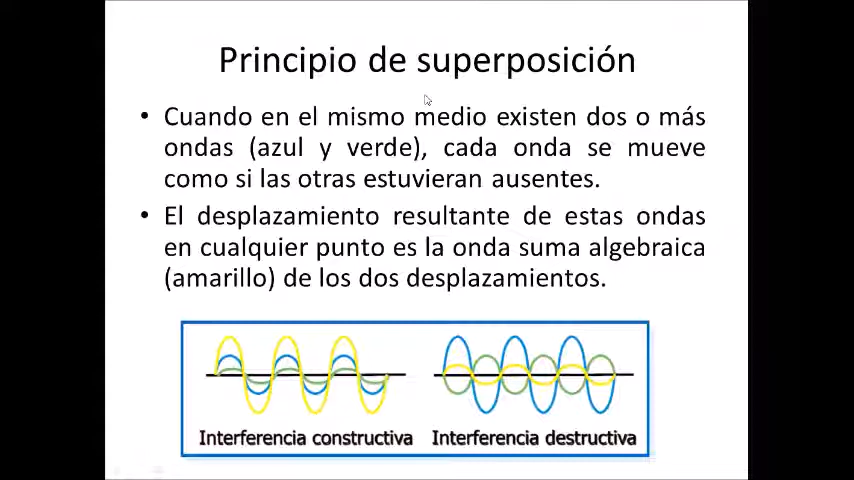 Principio de superposición
• Cuando en el mismo medio existen dos o más
ondas (azul y verde), cada onda se mueve
como si las otras estuvieran ausentes.
• El desplazamiento resultante de estas ondas
en cualquier punto es la onda suma algebraica
(amarillo) de los dos desplazamientos.
Interferencia constructiva
Interferencia destructiva